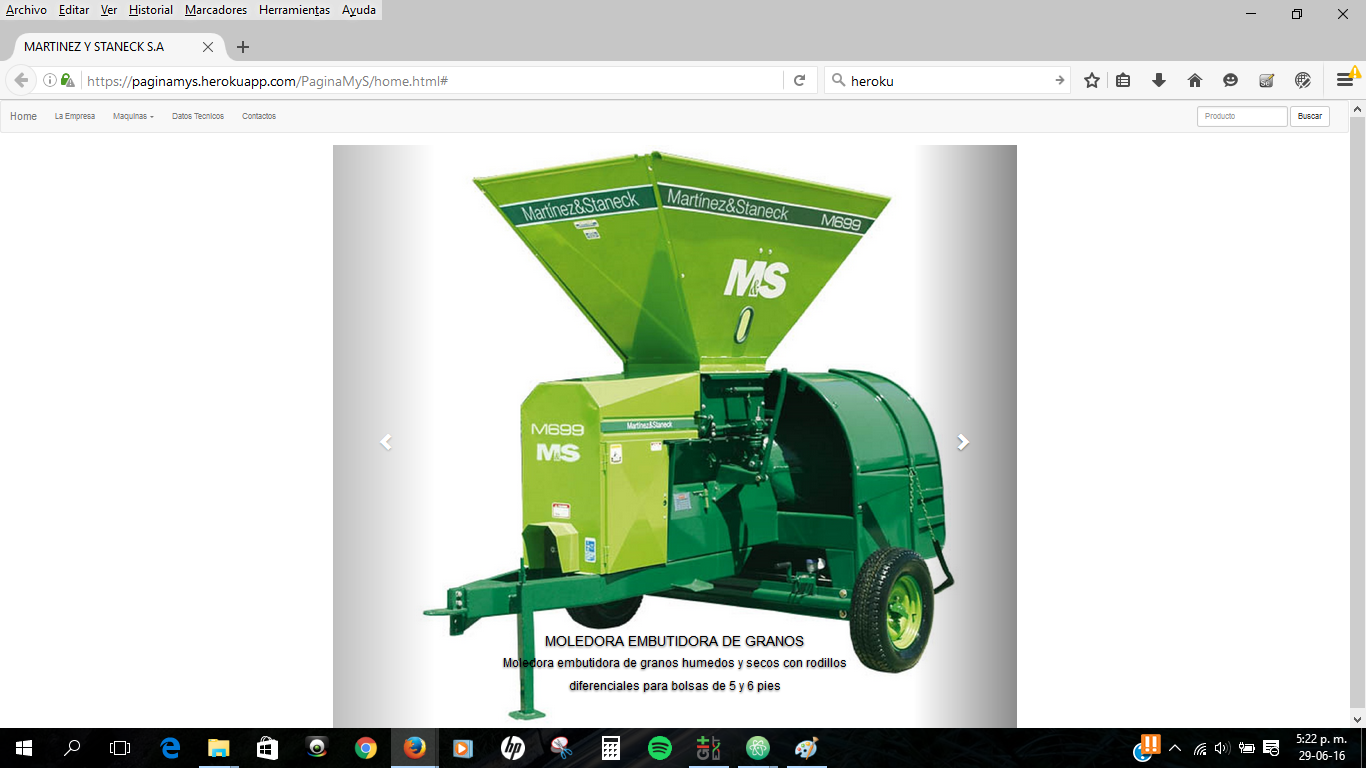 Archivo Editar Ver Historial Marcadores Herramientas Ayuda
MARTINEZ Y STANECK S.A
https://paginamys.herokuapp.com/PaginaMyS/home.html#
heroku
Home La Empresa Maquinas Datos Tecnicos Contactos Producto Buscar
Martínez&Staneck
Martínez&Staneck M699
M&S
M699
Martínez&Staneck
M&S
MOLEDORA EMBUTIDORA DE GRANOS
Moledora embutidora de granos humedos y secos con rodillos
diferenciales para bolsas de 5 y 6 pies
5:22 p. m.
29-06-16